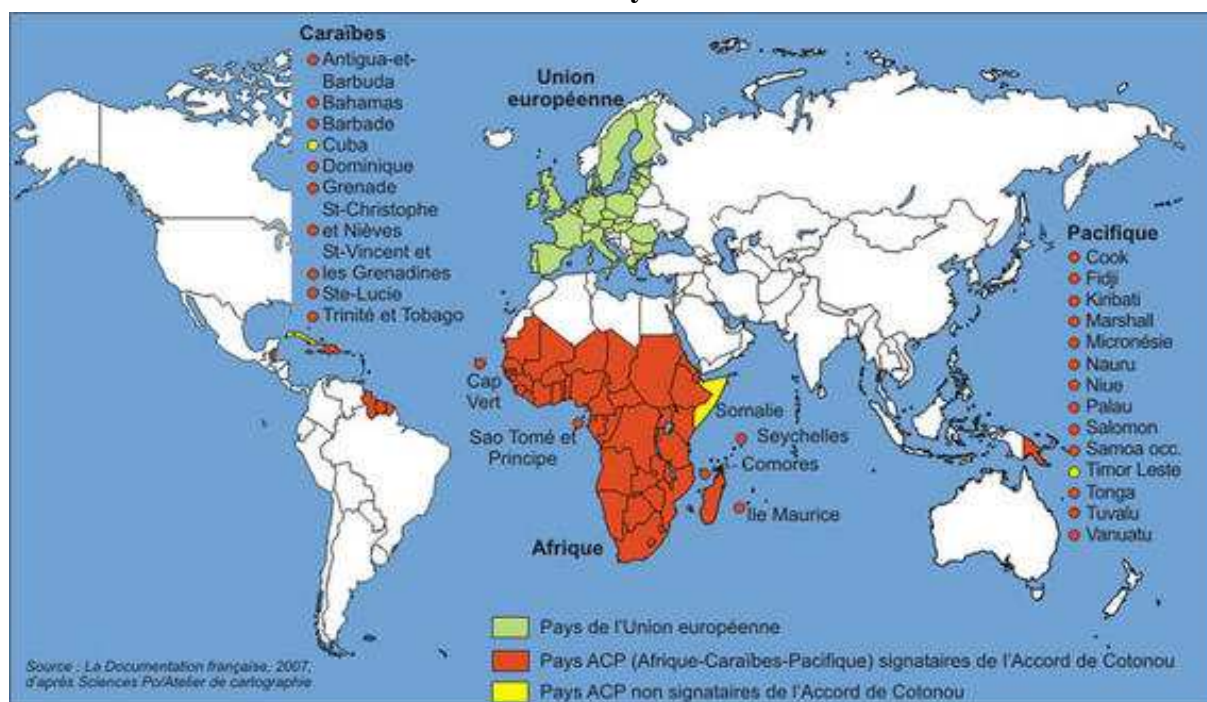 Caraïbes
Antigua-et-
Barbuda
Bahamas
Barbade
Cuba
Dominique
Grenade
St-Christophe
et Nièves
St-Vincent et
les Grenadines
Ste-Lucie
Trinité et Tobago
Union
européenne
Pacifique
Cook
Fidji
Kiribati
Marshall
Micronésie
Nauru
Niue
Palau
Salomon
Samoa occ.
Timor Leste
Tonga
Tuvalu
Vanuatu
Cap
Vert
Sao Tomé et
Principe
Somalie
Seychelles
Comores
Ile Maurice
Afrique
Pays de l'Union européenne
Pays ACP (Afrique-Caraïbes-Pacifique) signataires de l'Accord de Cotonou
Pays ACP non signataires de l'Accord de Cotonou
Source : La Documentation française, 2007,
d'après Sciences Po/Atelier de cartographie